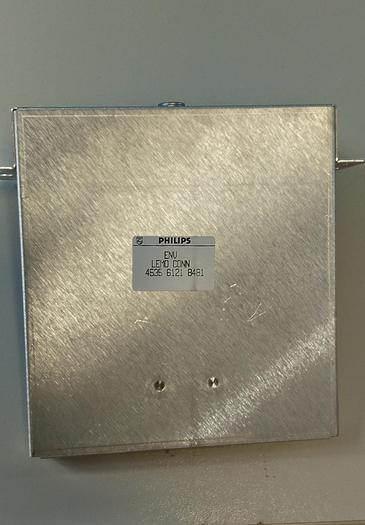 PHILIPS
ENV
LEMO CONN
4535 6121 8481